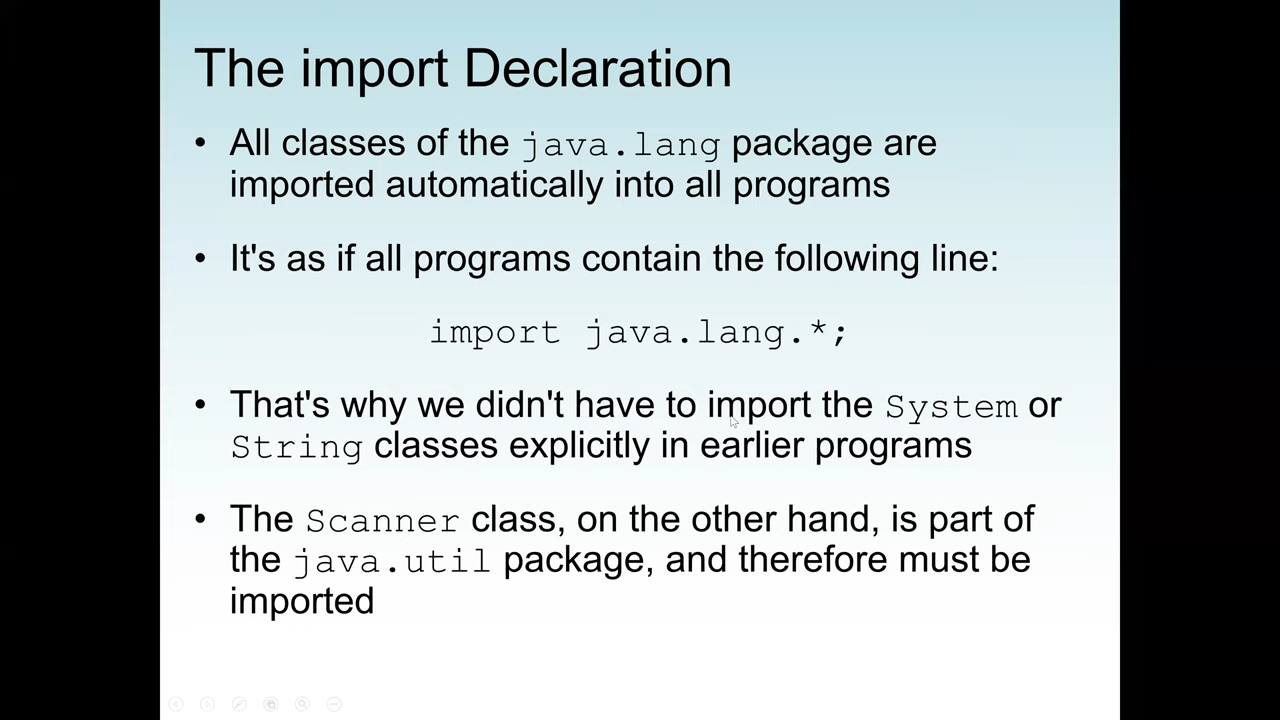 The import Declaration
• All classes of the java.lang package are
imported automatically into all programs
• It's as if all programs contain the following line:
import java.lang.*;
• That's why we didn't have to import the System or
String classes explicitly in earlier programs
• The Scanner class, on the other hand, is part of
the java.util package, and therefore must be
imported